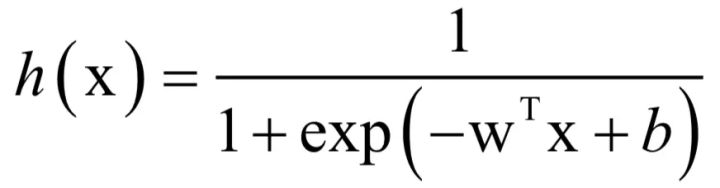 h(x) = 1 / (1 + exp(−wᵀx + b))